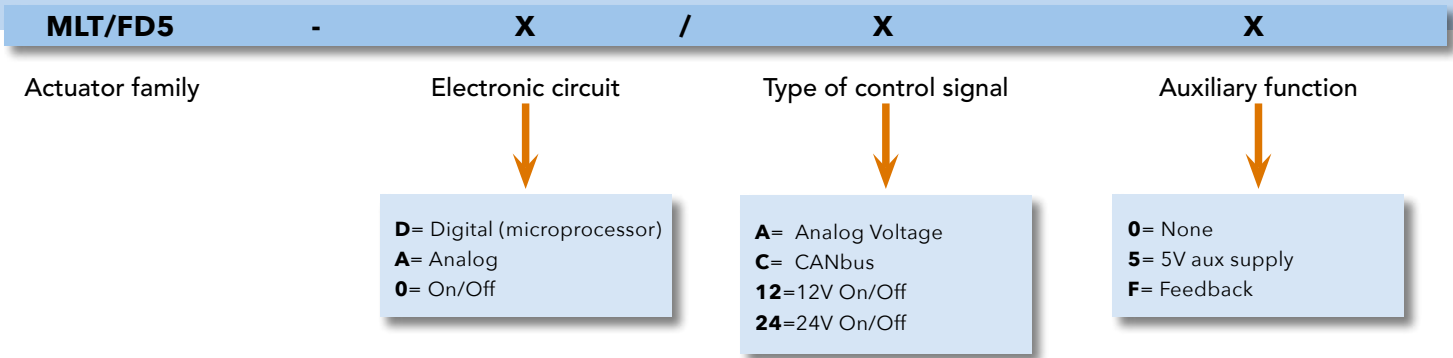 MLT/FD5 - X / X X
Actuator family Electronic circuit Type of control signal Auxiliary function
D= Digital (microprocessor)
A= Analog
0= On/Off
A= Analog Voltage
C= CANbus
12=12V On/Off
24=24V On/Off
0= None
5= 5V aux supply
F= Feedback